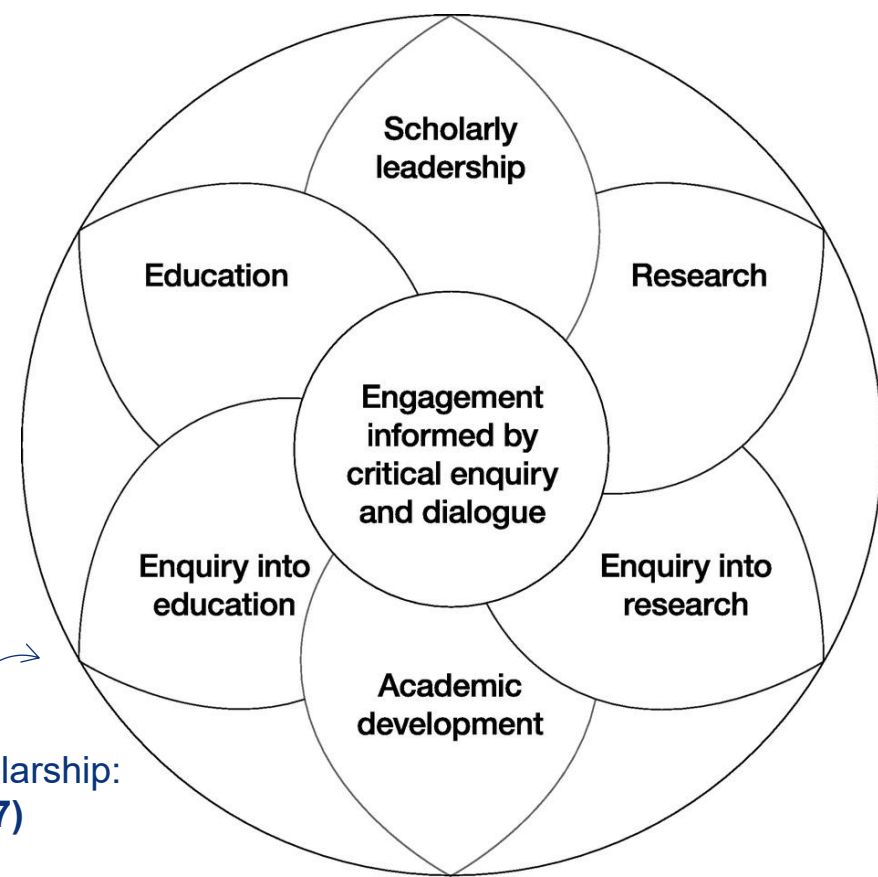 Scholarly
leadership
Education
Research
Engagement
informed by
critical enquiry
and dialogue
Enquiry into
education
Enquiry into
research
Academic
development
larship:
7)